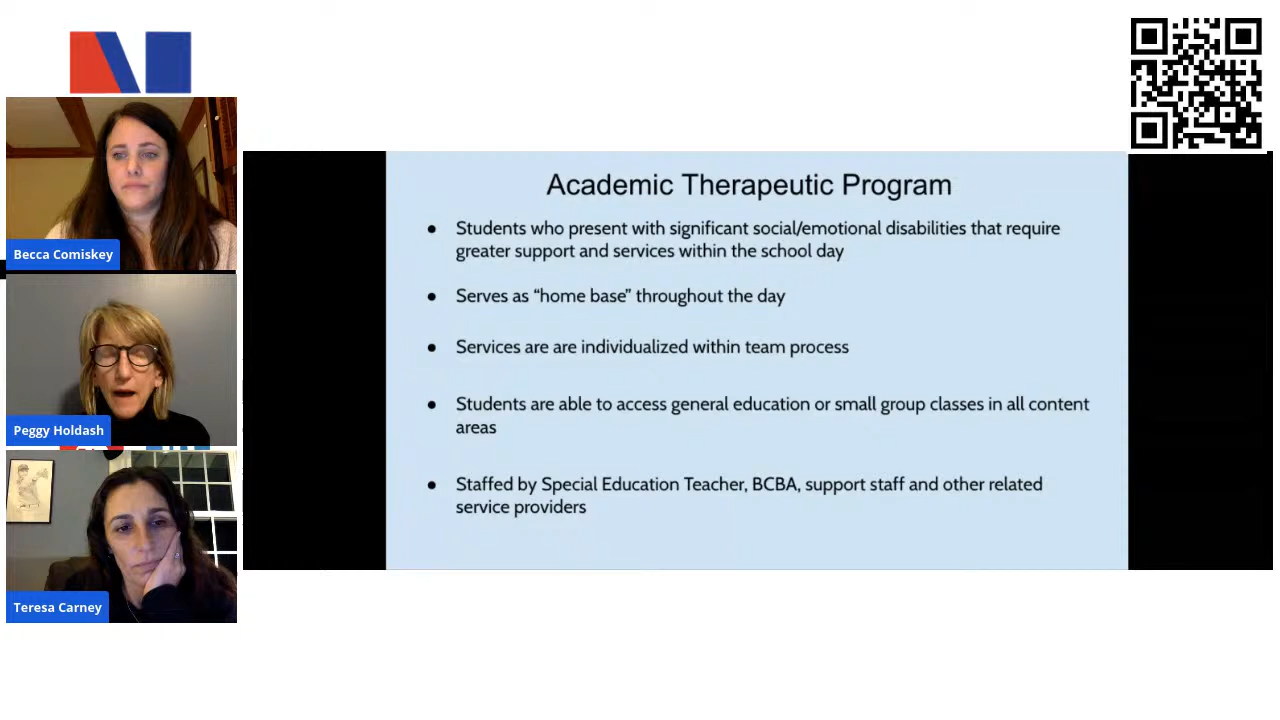 Becca Comiskey
Peggy Holdash
Teresa Carney
Academic Therapeutic Program
● Students who present with significant social/emotional disabilities that require
greater support and services within the school day
● Serves as “home base” throughout the day
● Services are are individualized within team process
● Students are able to access general education or small group classes in all content
areas
● Staffed by Special Education Teacher, BCBA, support staff and other related
service providers